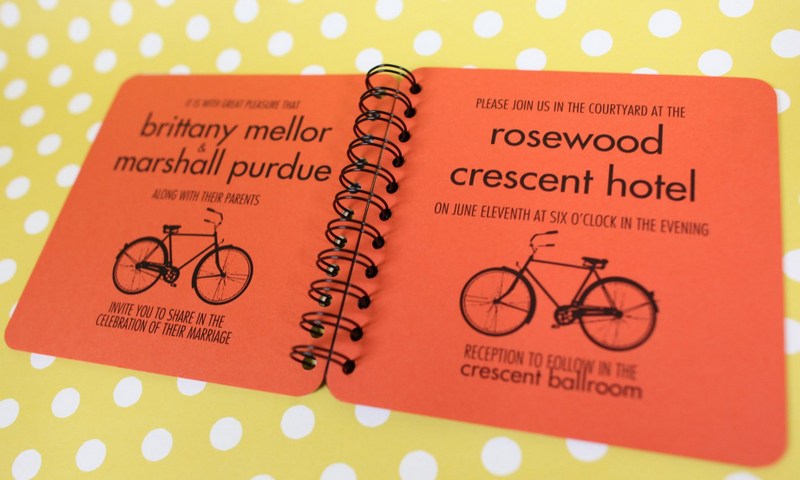 IT IS WITH GREAT PLEASURE THAT
brittany mellor
&
marshall purdue
ALONG WITH THEIR PARENTS
INVITE YOU TO SHARE IN THE
CELEBRATION OF THEIR MARRIAGE
PLEASE JOIN US IN THE COURTYARD AT THE
rosewood
crescent hotel
ON JUNE ELEVENTH AT SIX O'CLOCK IN THE EVENING
RECEPTION TO FOLLOW IN THE
crescent ballroom